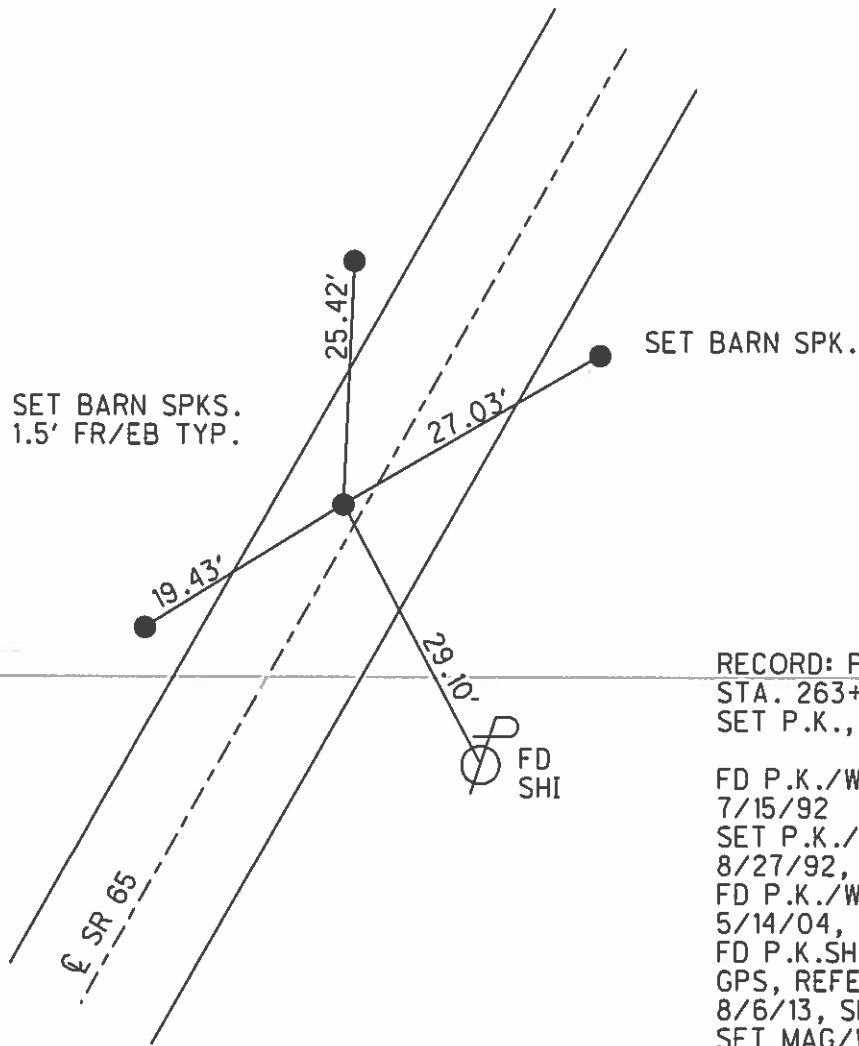 25.42'
SET BARN SPK.
SET BARN SPKS.
1.5' FR/EB TYP.
27.03'
19.43'
29.10'
FD
SHI
℄ SR 65
RECORD:
STA. 263+
SET P.K.,
FD P.K./W
7/15/92
SET P.K./
8/27/92,
FD P.K./W
5/14/04,
FD P.K.SH
GPS,
8/6/13,
SET